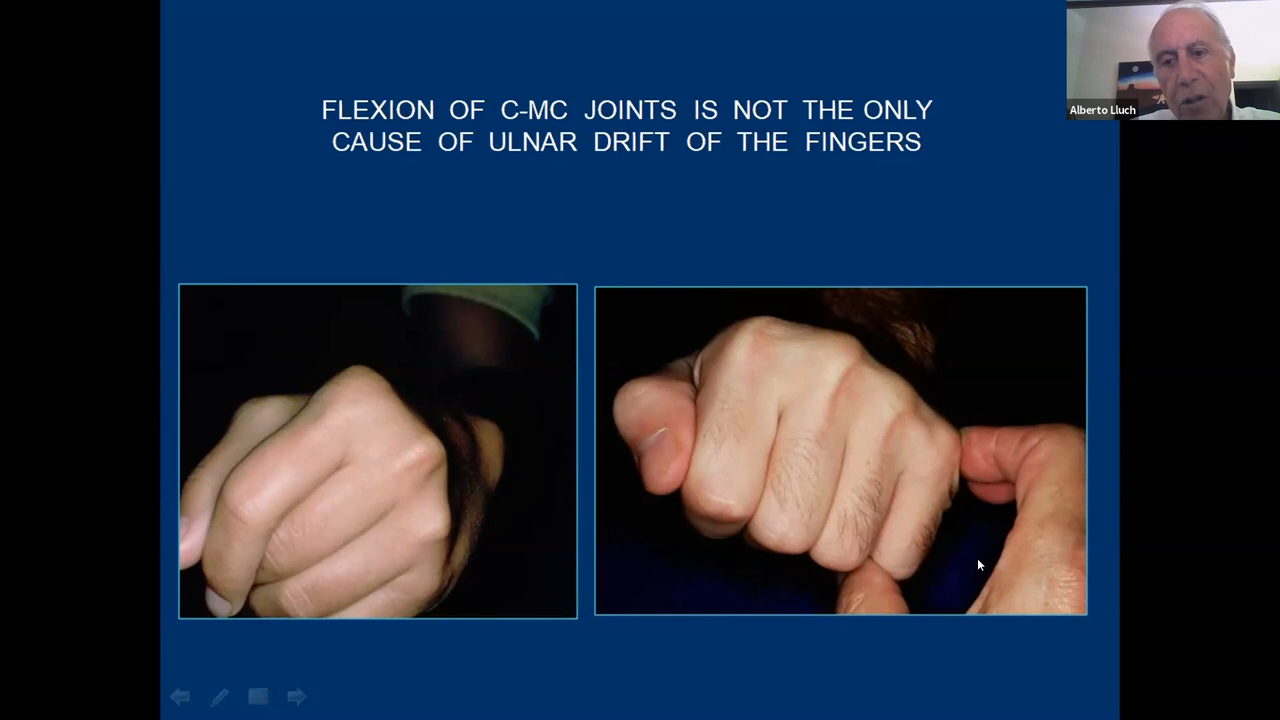 Alberto Lluch
FLEXION OF C-MC JOINTS IS NOT THE ONLY
CAUSE OF ULNAR DRIFT OF THE FINGERS